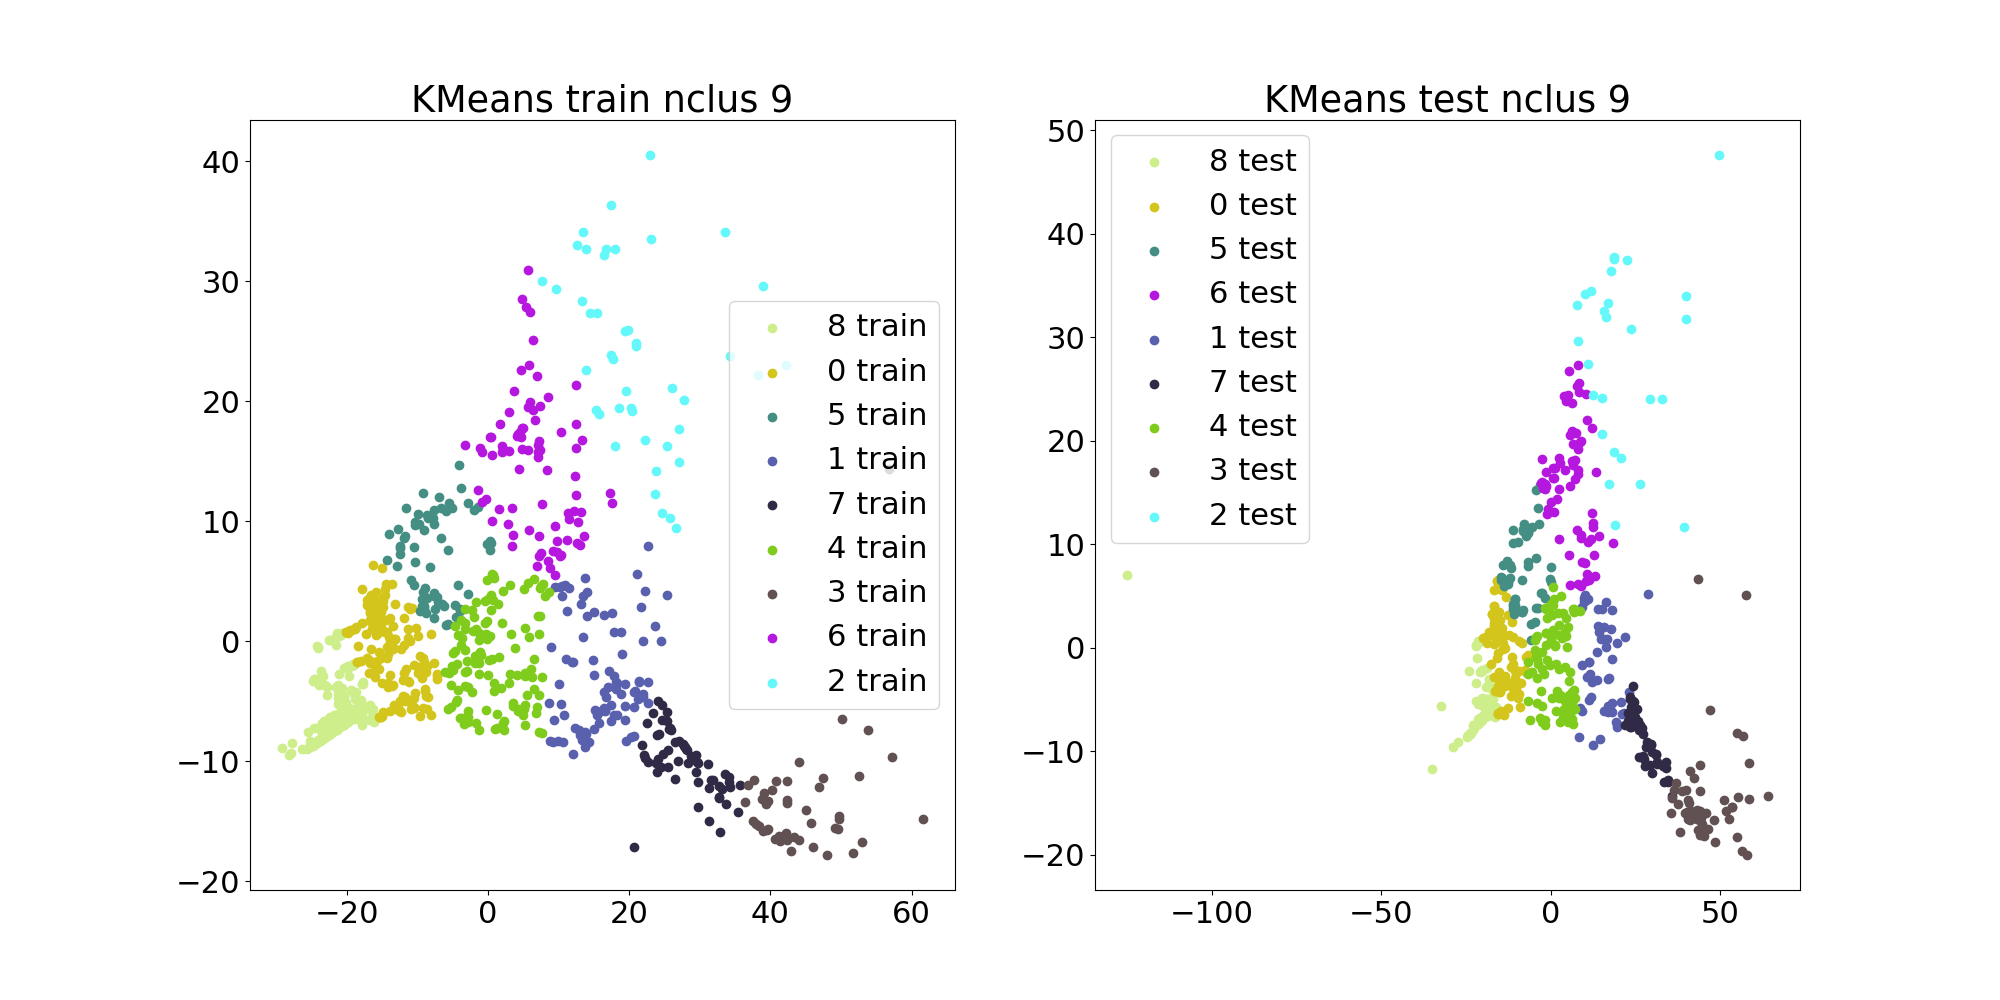 KMeans train nclus 9
40
30
20
10
0
−10
−20
−20
0
20
40
60
8 train
0 train
5 train
1 train
7 train
4 train
3 train
6 train
2 train
KMeans test nclus 9
50
40
30
20
10
0
−10
−20
−100
−50
0
50
8 test
0 test
5 test
6 test
1 test
7 test
4 test
3 test
2 test